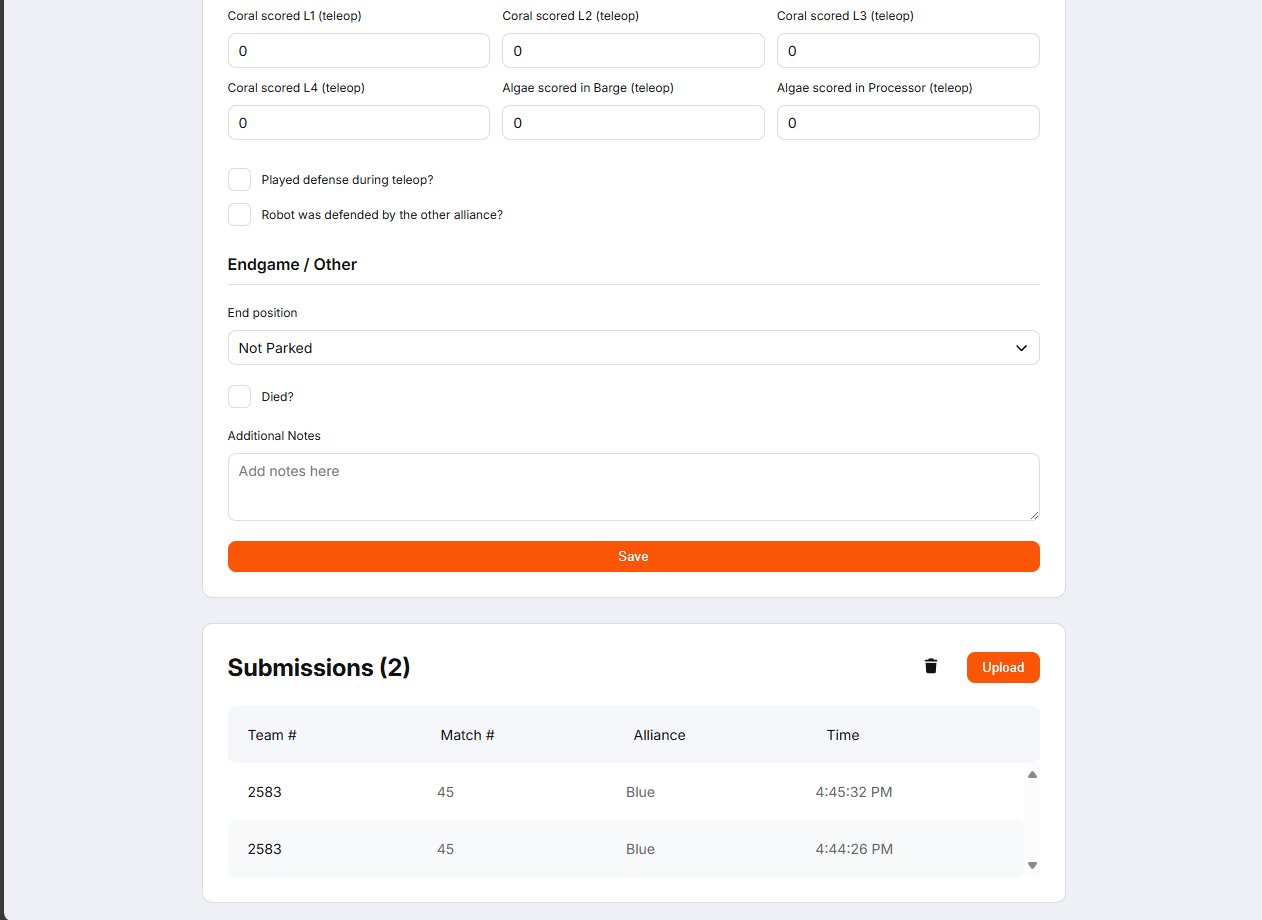 Coral scored L1 (teleop) Coral scored L2 (teleop) Coral scored L3 (teleop)
0 0 0
Coral scored L4 (teleop) Algae scored in Barge (teleop) Algae scored in Processor (teleop)
0 0 0
Played defense during teleop?
Robot was defended by the other alliance?
Endgame / Other
End position
Not Parked
Died?
Additional Notes
Add notes here
Save
Submissions (2) Upload
Team # Match # Alliance Time
2583 45 Blue 4:45:32 PM
2583 45 Blue 4:44:26 PM